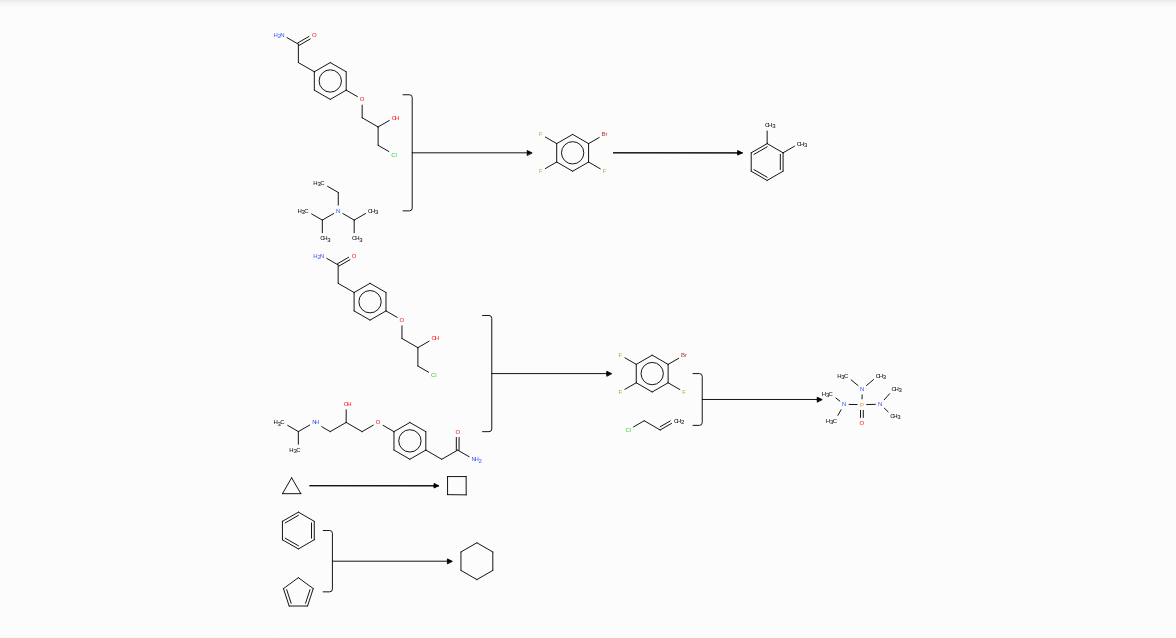 H₂N O
O
OH
Cl
F Br
F F
CH₃
CH₃
H₃C
H₃C N CH₃
CH₃ CH₃
H₂N O
O
OH
Cl
F Br
F F
Cl CH₂
H₃C CH₃
H₃C N CH₃
N P N
H₃C O CH₃
OH
H₃C NH O O
H₃C NH₂